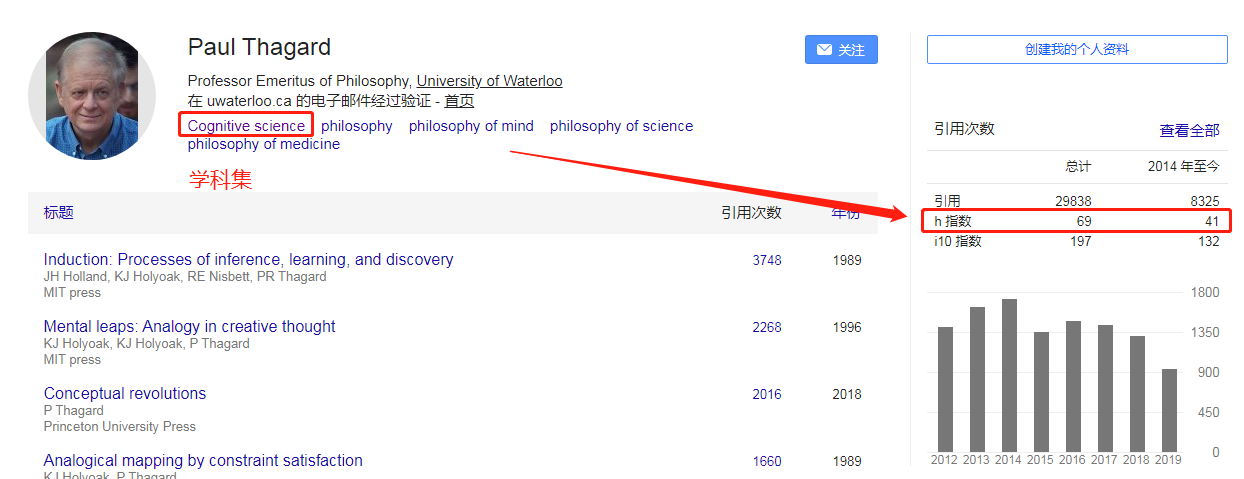 Paul Thagard
关注
Professor Emeritus of Philosophy, University of Waterloo
在 uwaterloo.ca 的电子邮件经过验证 - 首页
Cognitive science philosophy philosophy of mind philosophy of science
philosophy of medicine
学科集
标题 引用次数 年份
Induction: Processes of inference, learning, and discovery 3748 1989
JH Holland, KJ Holyoak, RE Nisbett, PR Thagard
MIT press
Mental leaps: Analogy in creative thought 2268 1996
KJ Holyoak, KJ Holyoak, P Thagard
MIT press
Conceptual revolutions 2016 2018
P Thagard
Princeton University Press
Analogical mapping by constraint satisfaction 1660 1989
KJ Holyoak, P Thagard
创建我的个人资料
引用次数 查看全部
总计 2014 年至今
引用 29838 8325
h 指数 69 41
i10 指数 197 132
1800
1350
900
450
0
2012 2013 2014 2015 2016 2017 2018 2019